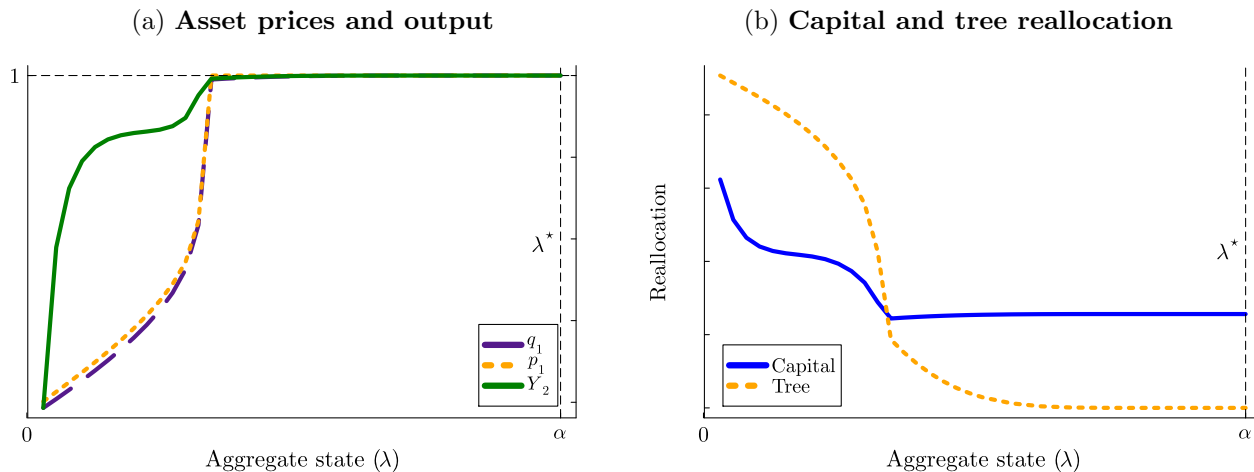 (a) Asset prices and output
1
λ⋆
q₁
p₁
Y₂
0
α
Aggregate state (λ)
(b) Capital and tree reallocation
Reallocation
λ⋆
Capital
Tree
0
α
Aggregate state (λ)